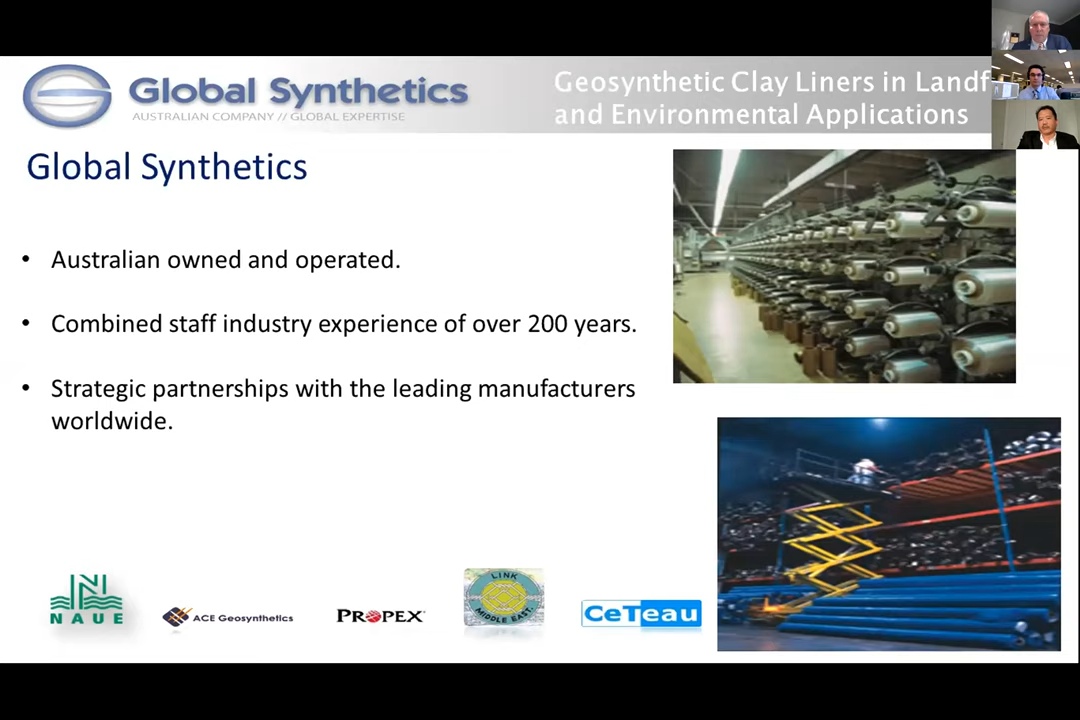 Global Synthetics
AUSTRALIAN COMPANY // GLOBAL EXPERTISE
Geosynthetic Clay Liners in Landf
and Environmental Applications
Global Synthetics
• Australian owned and operated.
• Combined staff industry experience of over 200 years.
• Strategic partnerships with the leading manufacturers
worldwide.
NAUE
ACE Geosynthetics
PROPEX
LINK
MIDDLE EAST.
CeTeau